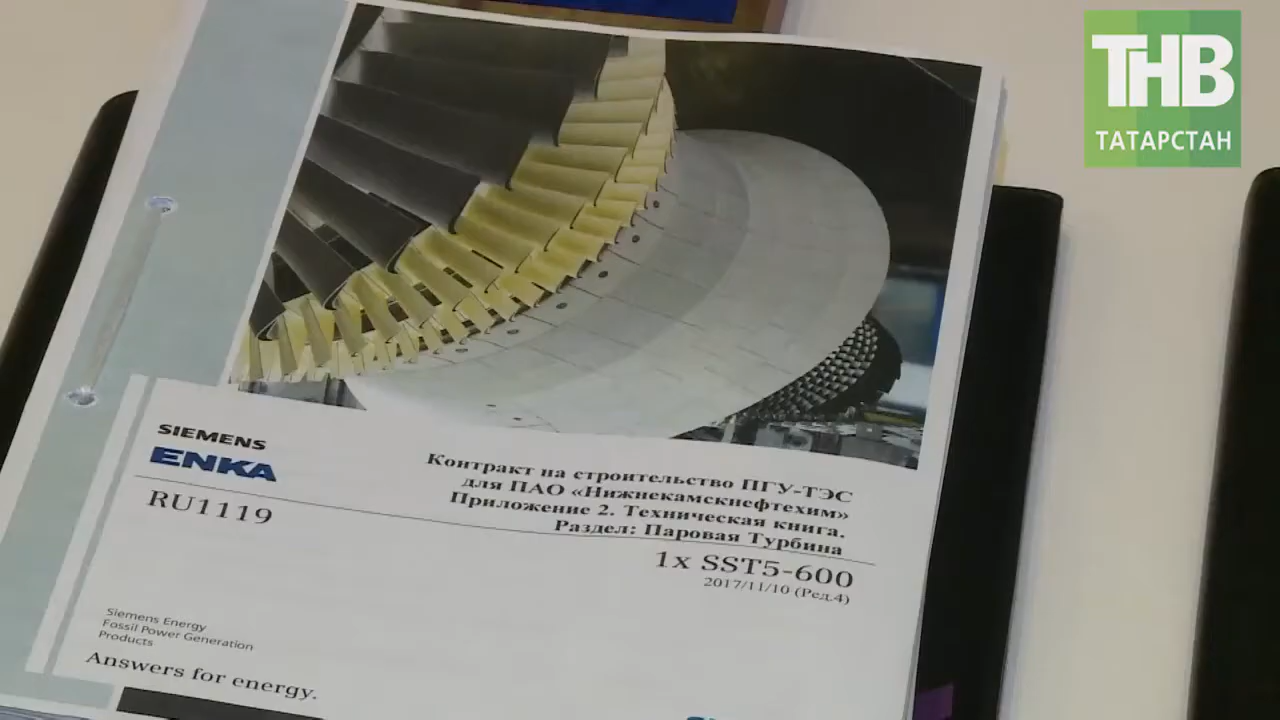 ТНВ
ТАТАРСТАН
SIEMENS
ENKA
RU1119
Контракт на строительство ПГУ-ТЭС
для ПАО «Нижнекамскнефтехим»
Приложение 2. Техническая книга.
Раздел: Паровая Турбина
1x SST5-600
2017/11/10 (Ред.4)
Siemens Energy
Fossil Power Generation
Products
Answers for energy.